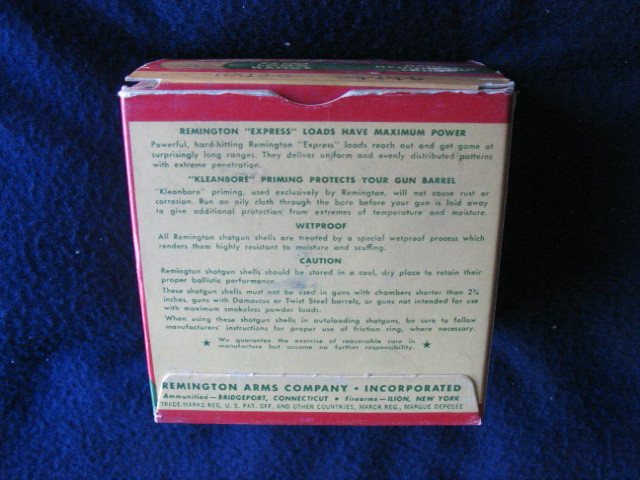 REMINGTON "EXPRESS" LOADS HAVE MAXIMUM POWER
Powerful, hard-hitting Remington "Express" loads reach out and get game at
surprisingly long ranges. They deliver uniform and evenly distributed patterns
with extreme penetration.
"KLEANBORE" PRIMING PROTECTS YOUR GUN BARREL
"Kleanbore" priming, used exclusively by Remington, will not cause rust or
corrosion. Run an oily cloth through the bore before your gun is laid away
to give additional protection from extremes of temperature and moisture.
WETPROOF
All Remington shotgun shells are treated by a special wetproof process which
renders them highly resistant to moisture and scuffing.
CAUTION
Remington shotgun shells should be stored in a cool, dry place to retain their
proper ballistic performance.
These shotgun shells must not be used in guns with chambers shorter than 2¾
inches, guns with Damascus or Twist Steel barrels, or guns not intended for use
with maximum smokeless powder loads.
When using these shotgun shells in autoloading shotguns, be sure to follow
manufacturers' instructions for proper use of friction ring, where necessary.
★ We guarantee the exercise of reasonable care in ★
manufacture but assume no further responsibility.
REMINGTON ARMS COMPANY • INCORPORATED
Ammunition—BRIDGEPORT, CONNECTICUT • Firearms—ILION, NEW YORK
TRADE-MARKS REG. U. S. PAT. OFF. AND OTHER COUNTRIES, MARCA REG., MARQUE DEPOSÉE